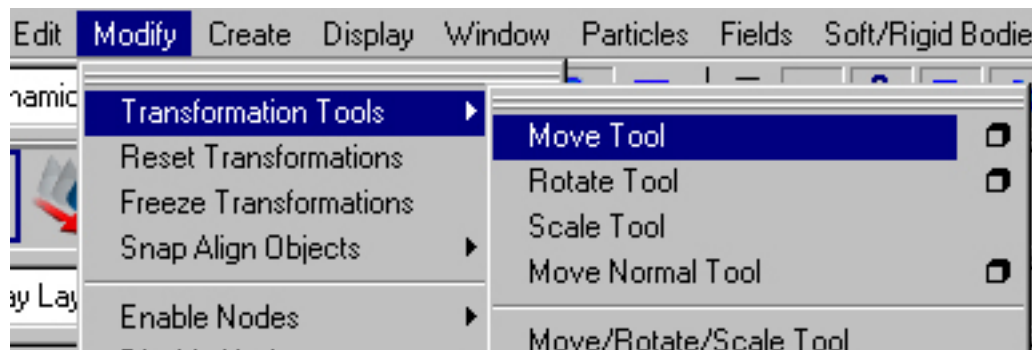 Edit Modify Create Display Window Particles Fields Soft/Rigid Bodie
namic
Transformation Tools
Move Tool
Reset Transformations
Rotate Tool
Freeze Transformations
Scale Tool
Snap Align Objects
Move Normal Tool
ay Lay
Enable Nodes
Move/Rotate/Scale Tool